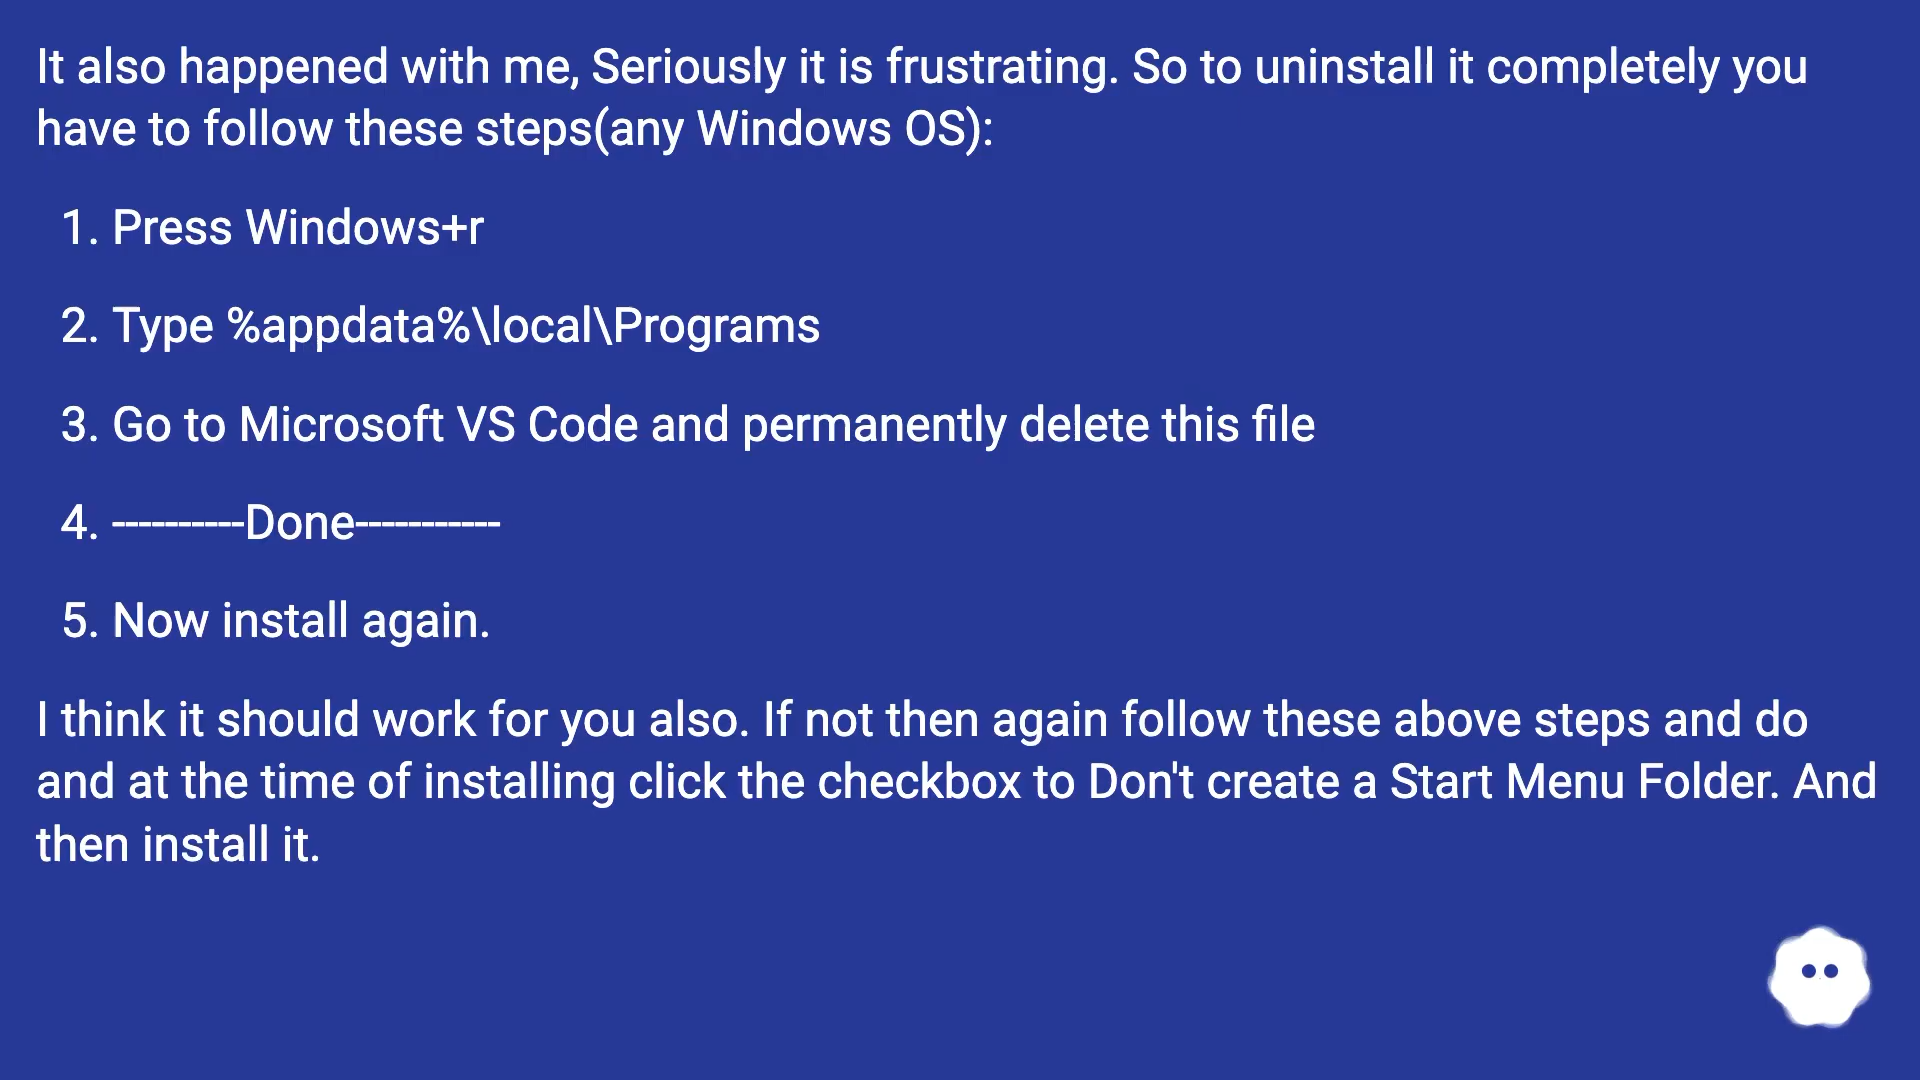 It also happened with me, Seriously it is frustrating. So to uninstall it completely you
have to follow these steps(any Windows OS):
1. Press Windows+r
2. Type %appdata%\local\Programs
3. Go to Microsoft VS Code and permanently delete this file
4. ----------Done-----------
5. Now install again.
I think it should work for you also. If not then again follow these above steps and do
and at the time of installing click the checkbox to Don't create a Start Menu Folder. And
then install it.